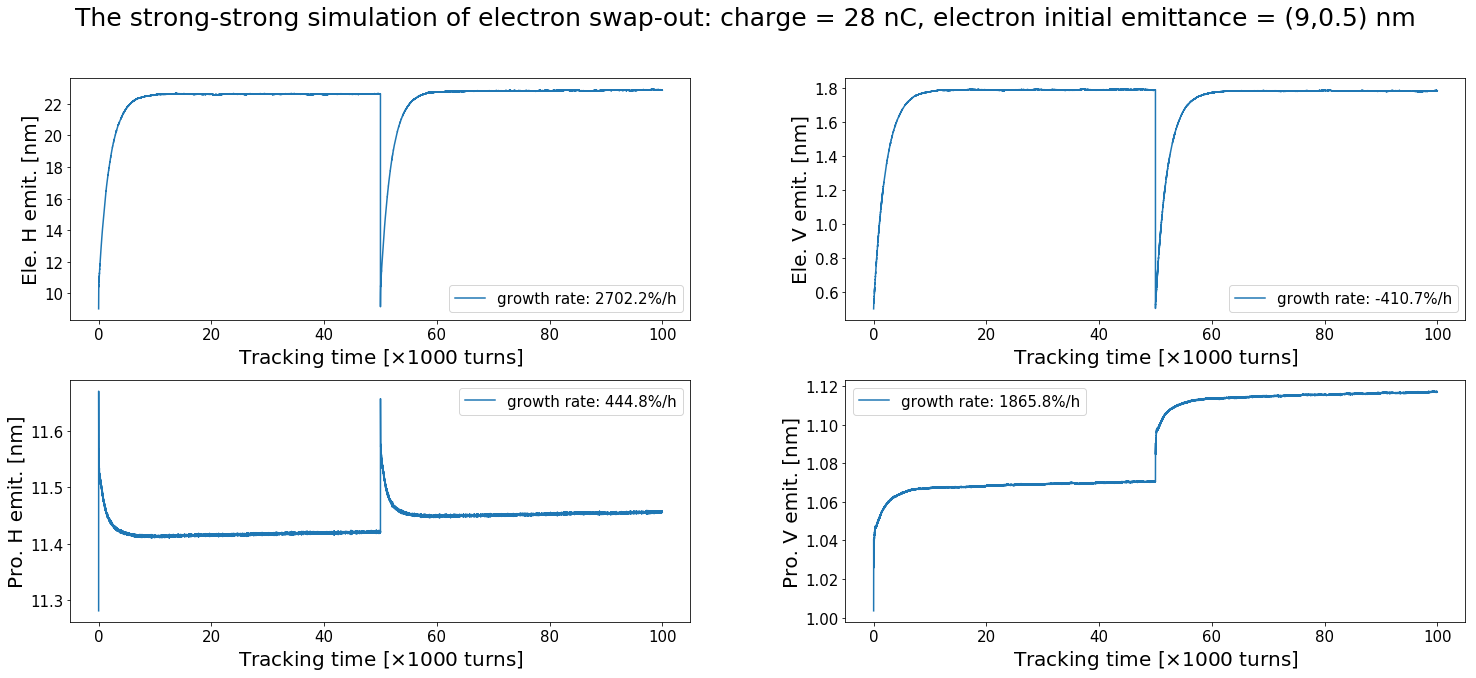 The strong-strong simulation of electron swap-out: charge = 28 nC, electron initial emittance = (9,0.5) nm
Ele. H emit. [nm]
22
20
18
16
14
12
10
growth rate: 2702.2%/h
0 20 40 60 80 100
Tracking time [×1000 turns]
Ele. V emit. [nm]
1.8
1.6
1.4
1.2
1.0
0.8
0.6
growth rate: -410.7%/h
0 20 40 60 80 100
Tracking time [×1000 turns]
Pro. H emit. [nm]
11.6
11.5
11.4
11.3
growth rate: 444.8%/h
0 20 40 60 80 100
Tracking time [×1000 turns]
Pro. V emit. [nm]
1.12
1.10
1.08
1.06
1.04
1.02
1.00
growth rate: 1865.8%/h
0 20 40 60 80 100
Tracking time [×1000 turns]